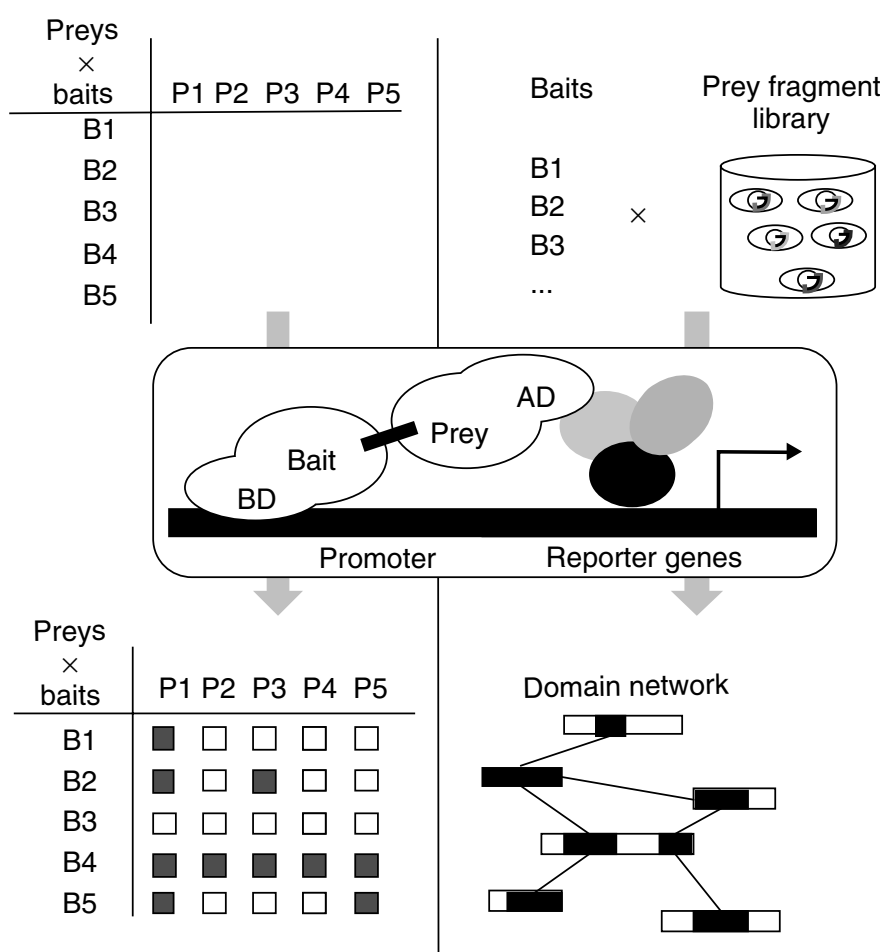 Preys
×
baits
P1 P2 P3 P4 P5
B1
B2
B3
B4
B5
Baits
B1
B2
B3
...
×
Prey fragment
library
AD
Prey
Bait
BD
Promoter
Reporter genes
Preys
×
baits
P1 P2 P3 P4 P5
B1
B2
B3
B4
B5
Domain network